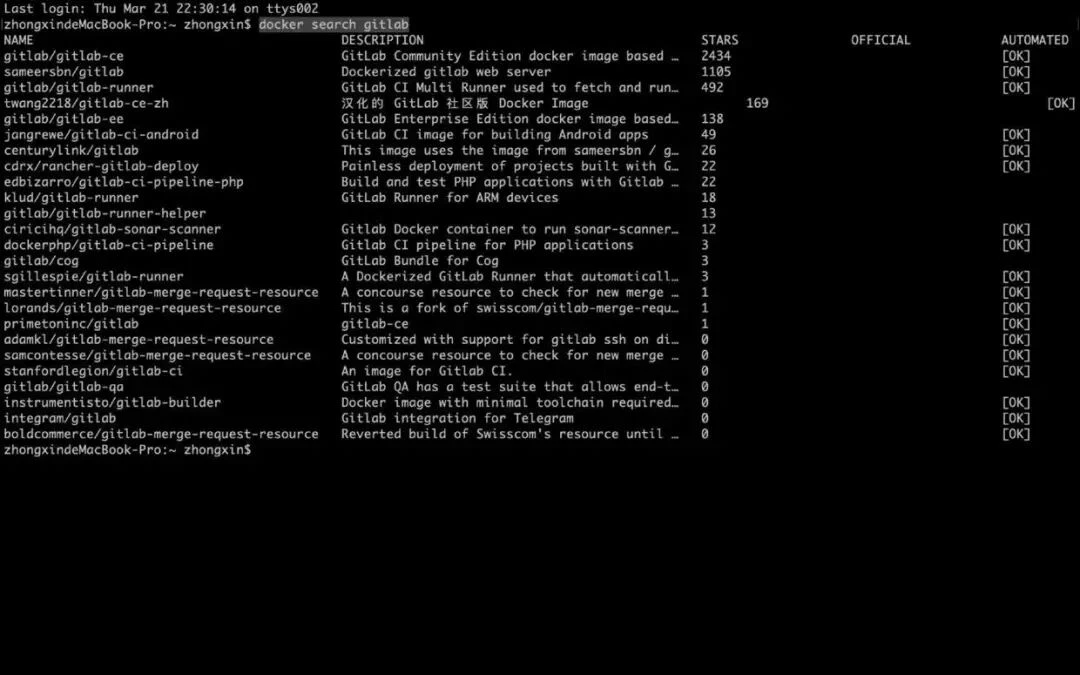 Last login: Thu Mar 21 22:30:14 on ttys002
zhongxindeMacBook-Pro:~ zhongxin$ docker search gitlab
NAME DESCRIPTION STARS OFFICIAL AUTOMATED
gitlab/gitlab-ce GitLab Community Edition docker image based … 2434 [OK]
sameersbn/gitlab Dockerized gitlab web server 1105 [OK]
gitlab/gitlab-runner GitLab CI Multi Runner used to fetch and run… 492 [OK]
twang2218/gitlab-ce-zh 汉化的 GitLab 社区版 Docker Image 169 [OK]
gitlab/gitlab-ee GitLab Enterprise Edition docker image based… 138
jangrewe/gitlab-ci-android GitLab CI image for building Android apps 49 [OK]
centurylink/gitlab This image uses the image from sameersbn / g… 26 [OK]
cdrx/rancher-gitlab-deploy Painless deployment of projects built with G… 22 [OK]
edbizarro/gitlab-ci-pipeline-php Build and test PHP applications with Gitlab … 22
klud/gitlab-runner GitLab Runner for ARM devices 18
gitlab/gitlab-runner-helper 13
ciricihq/gitlab-sonar-scanner Gitlab Docker container to run sonar-scanner… 12 [OK]
dockerphp/gitlab-ci-pipeline Gitlab CI pipeline for PHP applications 3 [OK]
gitlab/cog GitLab Bundle for Cog 3
sgillespie/gitlab-runner A Dockerized GitLab Runner that automaticall… 3 [OK]
mastertinner/gitlab-merge-request-resource A concourse resource to check for new merge … 1 [OK]
lorands/gitlab-merge-request-resource This is a fork of swisscom/gitlab-merge-requ… 1 [OK]
primetoninc/gitlab gitlab-ce 1 [OK]
adamkl/gitlab-merge-request-resource Customized with support for gitlab ssh on di… 0 [OK]
samcontesse/gitlab-merge-request-resource A concourse resource to check for new merge … 0 [OK]
stanfordlegion/gitlab-ci An image for Gitlab CI. 0 [OK]
gitlab/gitlab-qa GitLab QA has a test suite that allows end-t… 0
instrumentisto/gitlab-builder Docker image with minimal toolchain required… 0 [OK]
integram/gitlab Gitlab integration for Telegram 0 [OK]
boldcommerce/gitlab-merge-request-resource Reverted build of Swisscom's resource until … 0 [OK]
zhongxindeMacBook-Pro:~ zhongxin$